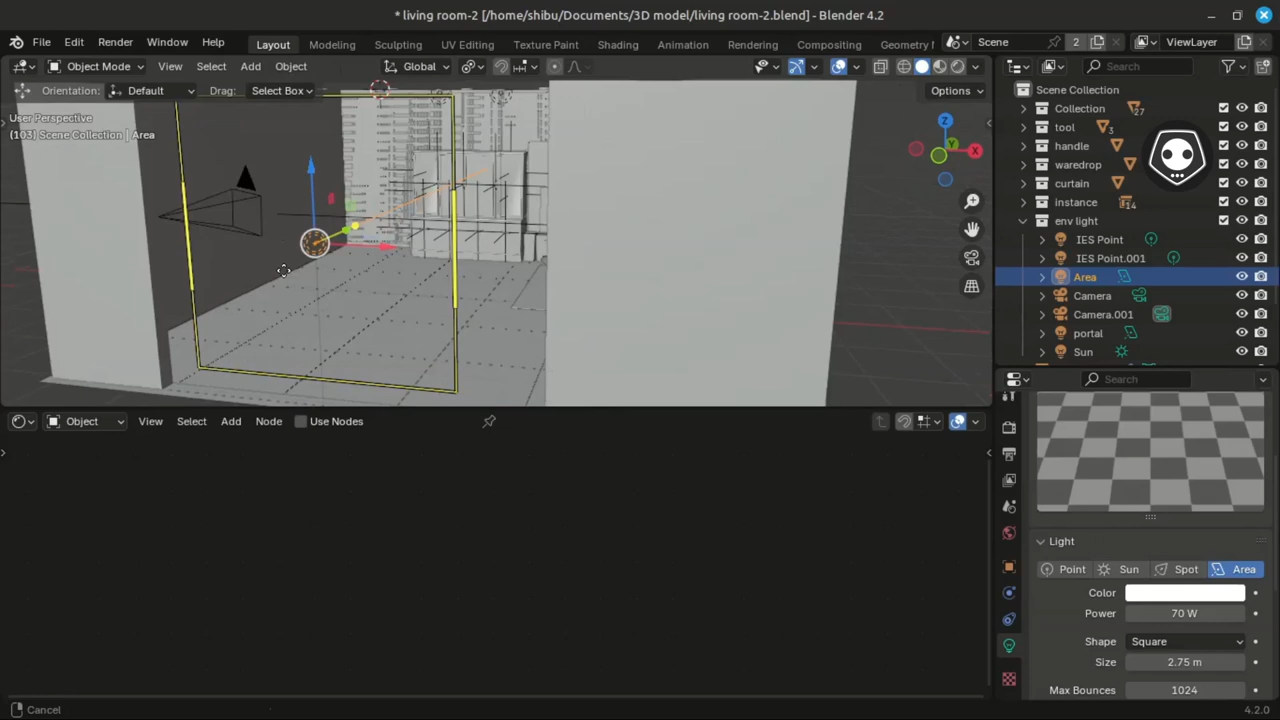 * living room-2 [/home/shibu/Documents/3D model/living room-2.blend] - Blender 4.2
File Edit Render Window Help Layout Modeling Sculpting UV Editing Texture Paint Shading Animation Rendering Compositing Geometry N Scene 2 ViewLayer
Object Mode View Select Add Object Global
Orientation: Default Drag: Select Box Options
User Perspective
(103) Scene Collection | Area
Z
Y
X
Search
Scene Collection
Collection 27
tool 3
handle
waredrop
curtain
instance 14
env light
IES Point
IES Point.001
Area
Camera
Camera.001
portal
Sun
Search
Object View Select Add Node Use Nodes
Light
Point Sun Spot Area
Color
Power 70 W
Shape Square
Size 2.75 m
Max Bounces 1024
Cancel
4.2.0